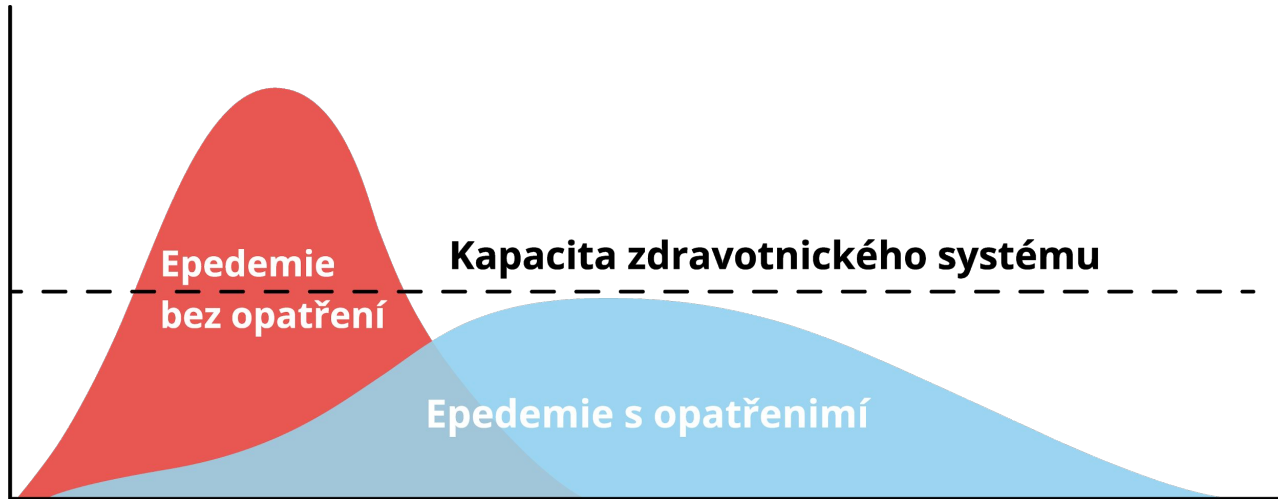 Epedemie
bez opatření
Kapacita zdravotnického systému
Epedemie s opatřenimí